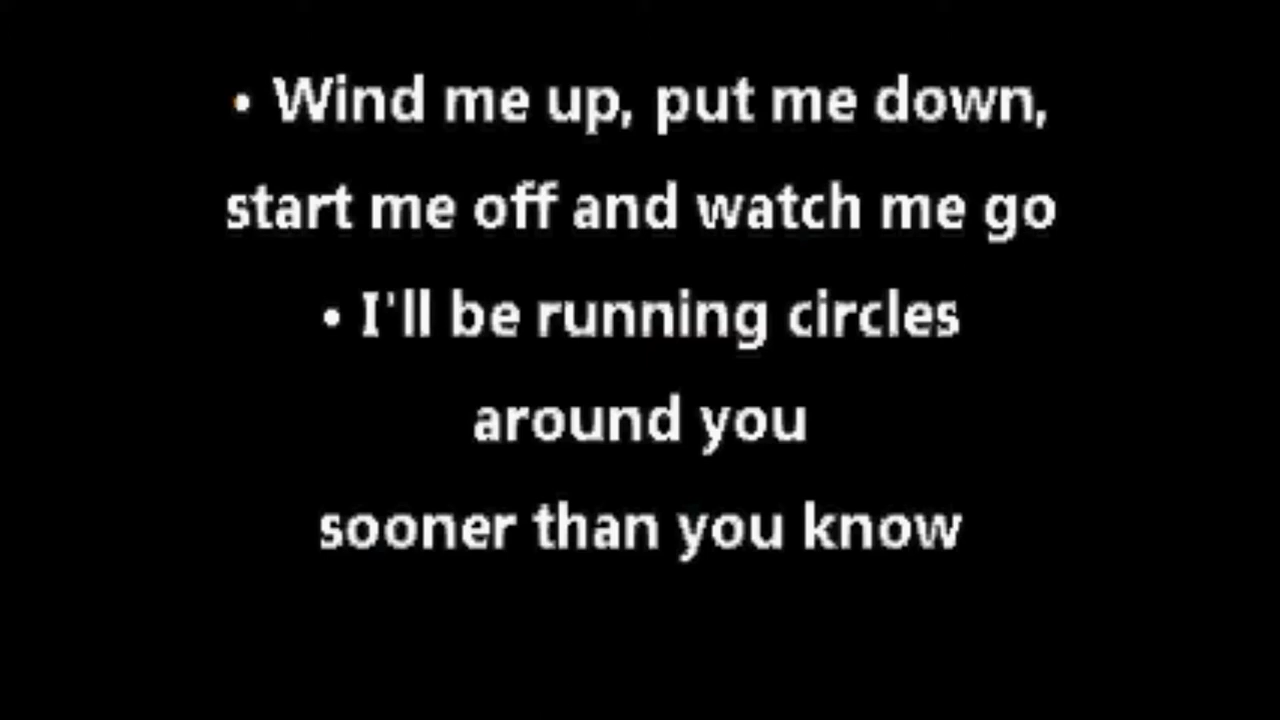 • Wind me up, put me down,
start me off and watch me go
• I'll be running circles
around you
sooner than you know